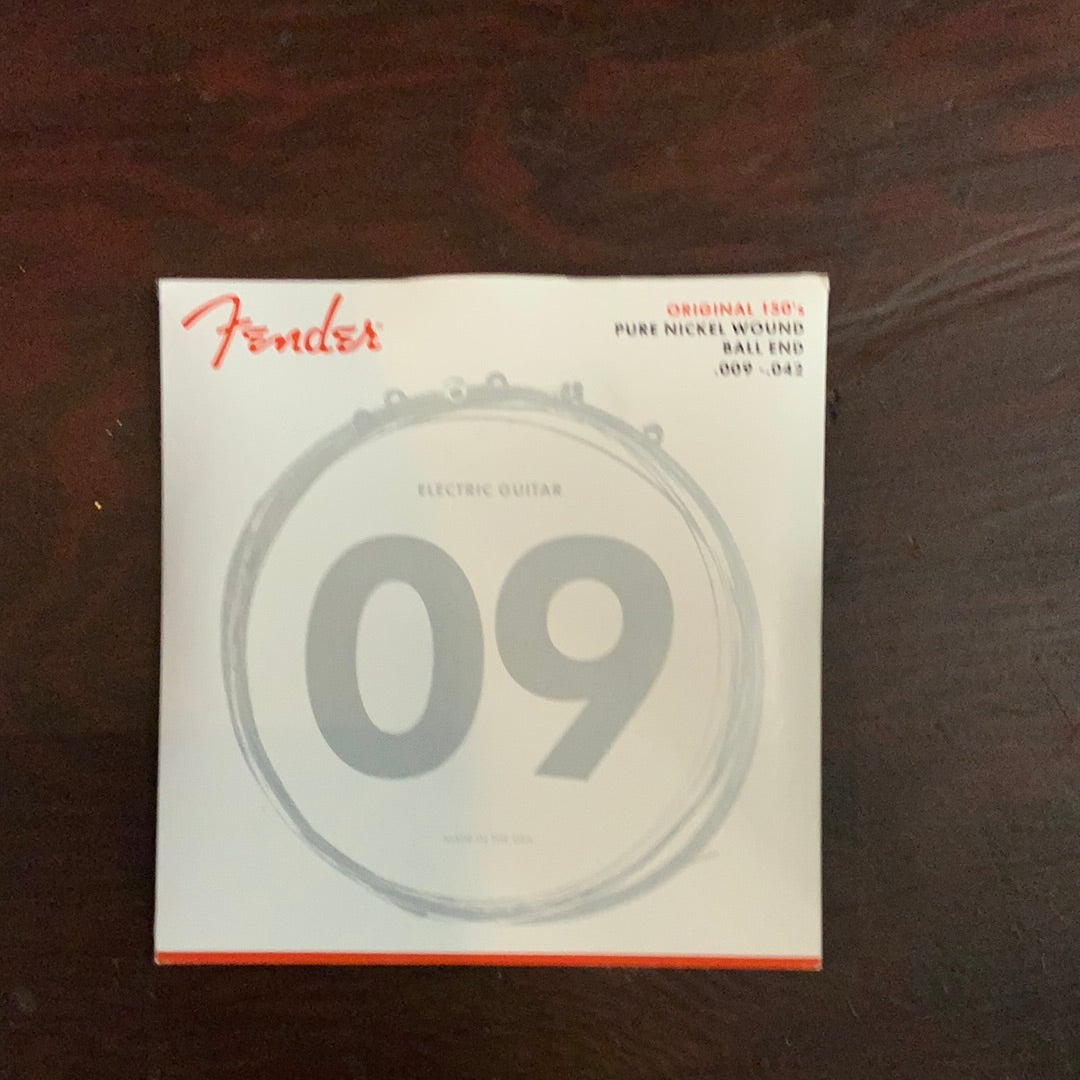 Fender
ORIGINAL 150's
PURE NICKEL WOUND
BALL END
.009 -.042
ELECTRIC GUITAR
09
MADE IN THE USA